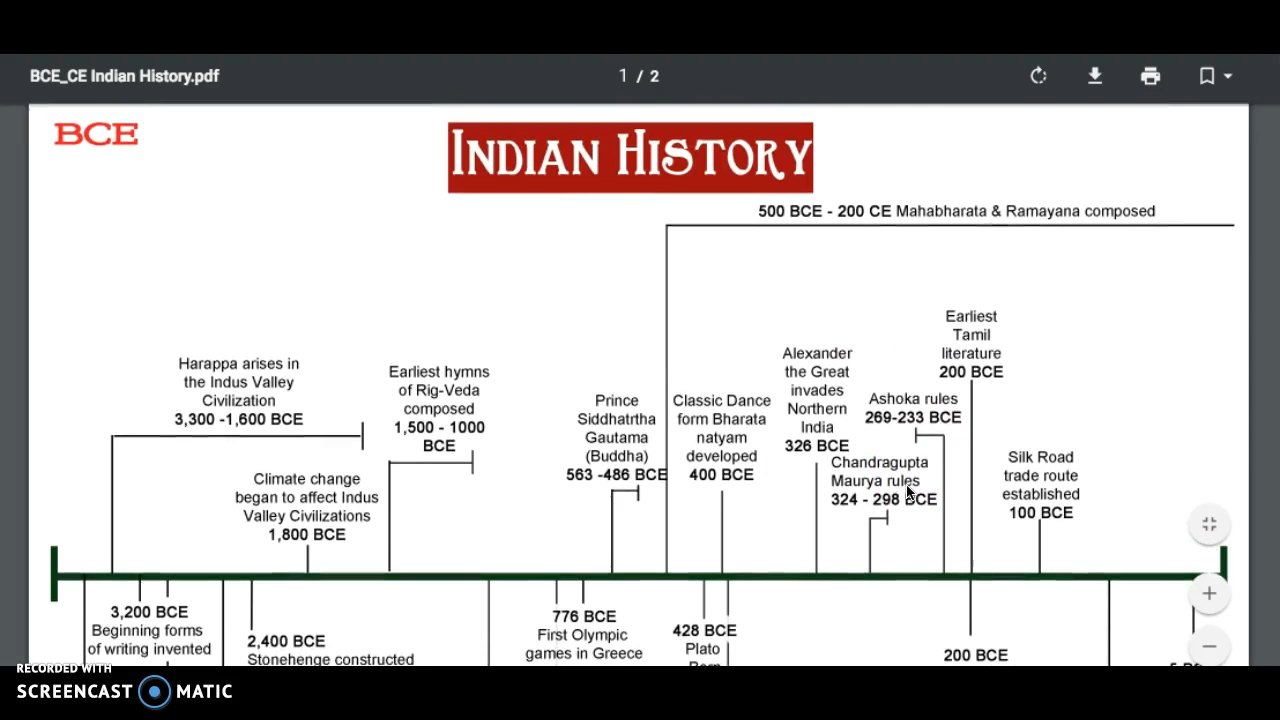 BCE_CE Indian History.pdf
1 / 2
BCE
INDIAN HISTORY
500 BCE - 200 CE Mahabharata & Ramayana composed
Harappa arises in
the Indus Valley
Civilization
3,300 -1,600 BCE
Climate change
began to affect Indus
Valley Civilizations
1,800 BCE
Earliest hymns
of Rig-Veda
composed
1,500 - 1000
BCE
Prince
Siddhatrtha
Gautama
(Buddha)
563 -486 BCE
Classic Dance
form Bharata
natyam
developed
400 BCE
Alexander
the Great
invades
Northern
India
326 BCE
Chandragupta
Maurya rules
324 - 298 BCE
Ashoka rules
269-233 BCE
Earliest
Tamil
literature
200 BCE
Silk Road
trade route
established
100 BCE
3,200 BCE
Beginning forms
of writing invented
2,400 BCE
Stonehenge constructed
776 BCE
First Olympic
games in Greece
428 BCE
Plato
200 BCE
RECORDED WITH
SCREENCAST MATIC